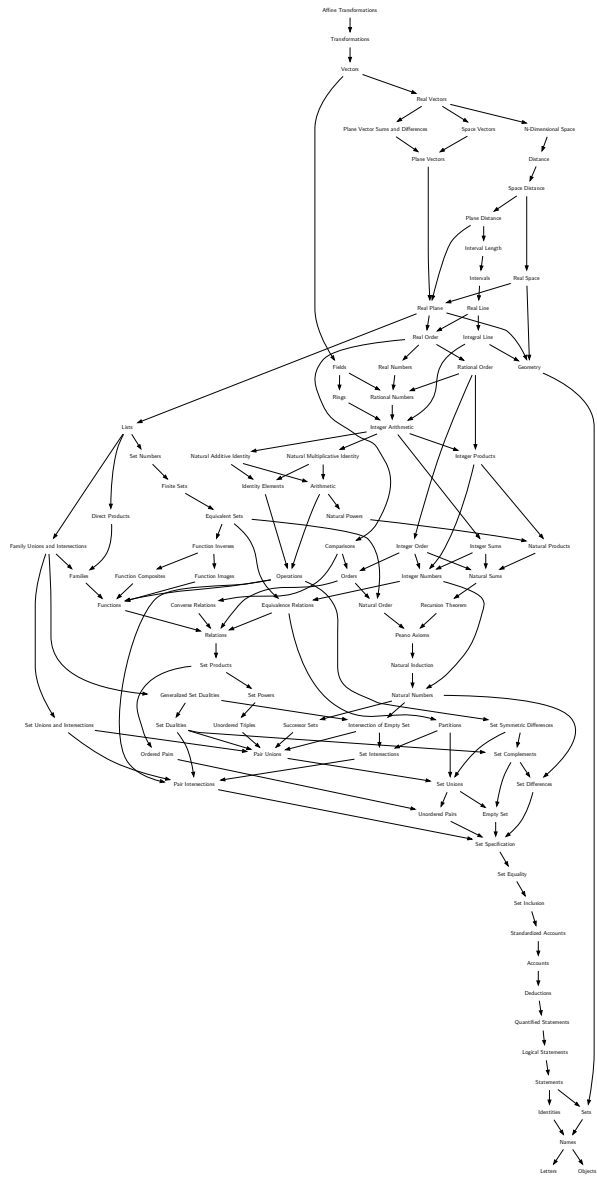 Affine Transformations
Transformations
Vectors
Real Vectors
Plane Vector Sums and Differences
Space Vectors
N-Dimensional Space
Plane Vectors
Distance
Space Distance
Plane Distance
Interval Length
Intervals
Real Space
Real Plane
Real Line
Real Order
Integral Line
Fields
Real Numbers
Rational Order
Geometry
Rings
Rational Numbers
Lists
Integer Arithmetic
Set Numbers
Natural Additive Identity
Natural Multiplicative Identity
Integer Products
Finite Sets
Identity Elements
Arithmetic
Direct Products
Equivalent Sets
Natural Powers
Family Unions and Intersections
Function Inverses
Comparisons
Integer Order
Integer Sums
Natural Products
Families
Function Composites
Function Images
Operations
Orders
Integer Numbers
Natural Sums
Functions
Converse Relations
Equivalence Relations
Natural Order
Recursion Theorem
Relations
Peano Axioms
Set Products
Natural Induction
Generalized Set Dualities
Set Powers
Natural Numbers
Set Unions and Intersections
Set Dualities
Unordered Triples
Successor Sets
Intersection of Empty Set
Partitions
Set Symmetric Differences
Ordered Pairs
Pair Unions
Set Intersections
Set Complements
Pair Intersections
Set Unions
Set Differences
Unordered Pairs
Empty Set
Set Specification
Set Equality
Set Inclusion
Standardized Accounts
Accounts
Deductions
Quantified Statements
Logical Statements
Statements
Identities
Sets
Names
Letters
Objects